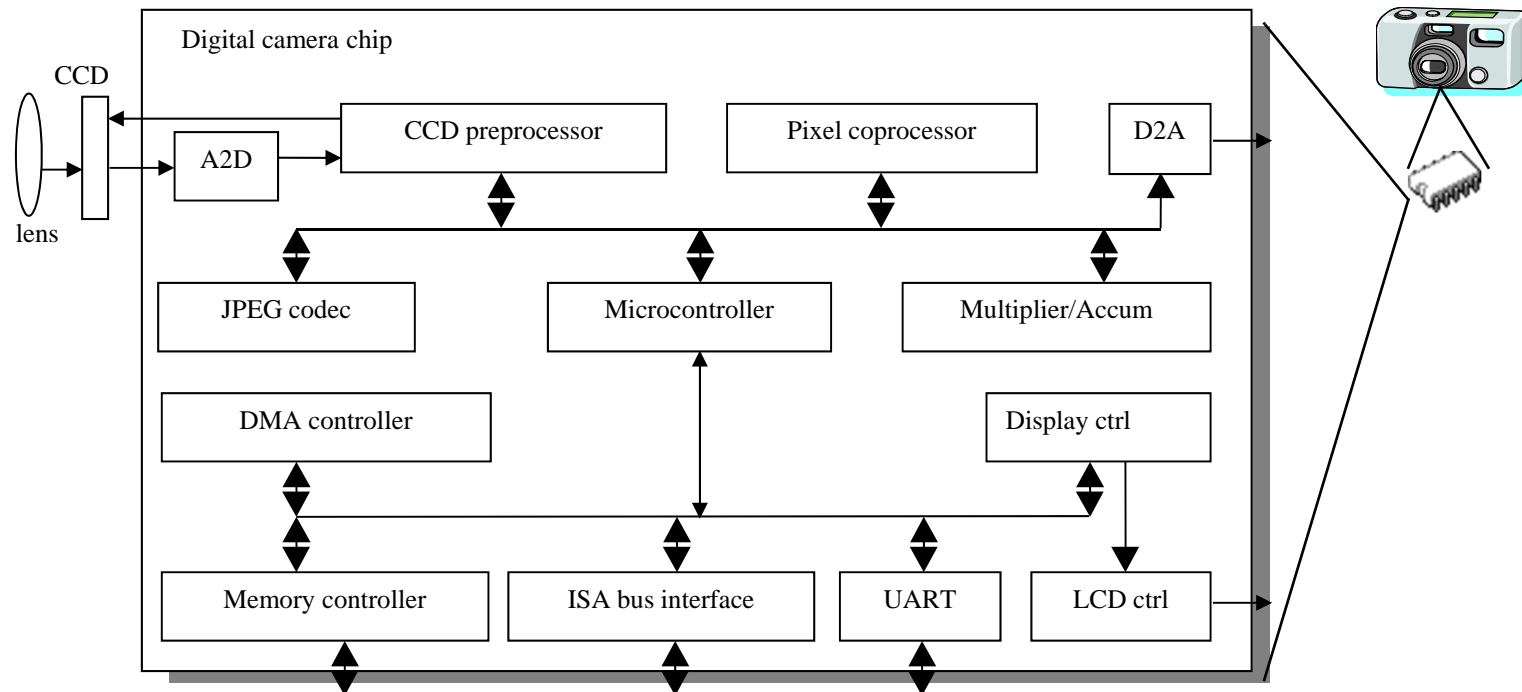 Digital camera chip
CCD
CCD preprocessor
Pixel coprocessor
D2A
A2D
lens
JPEG codec
Microcontroller
Multiplier/Accum
DMA controller
Display ctrl
Memory controller
ISA bus interface
UART
LCD ctrl